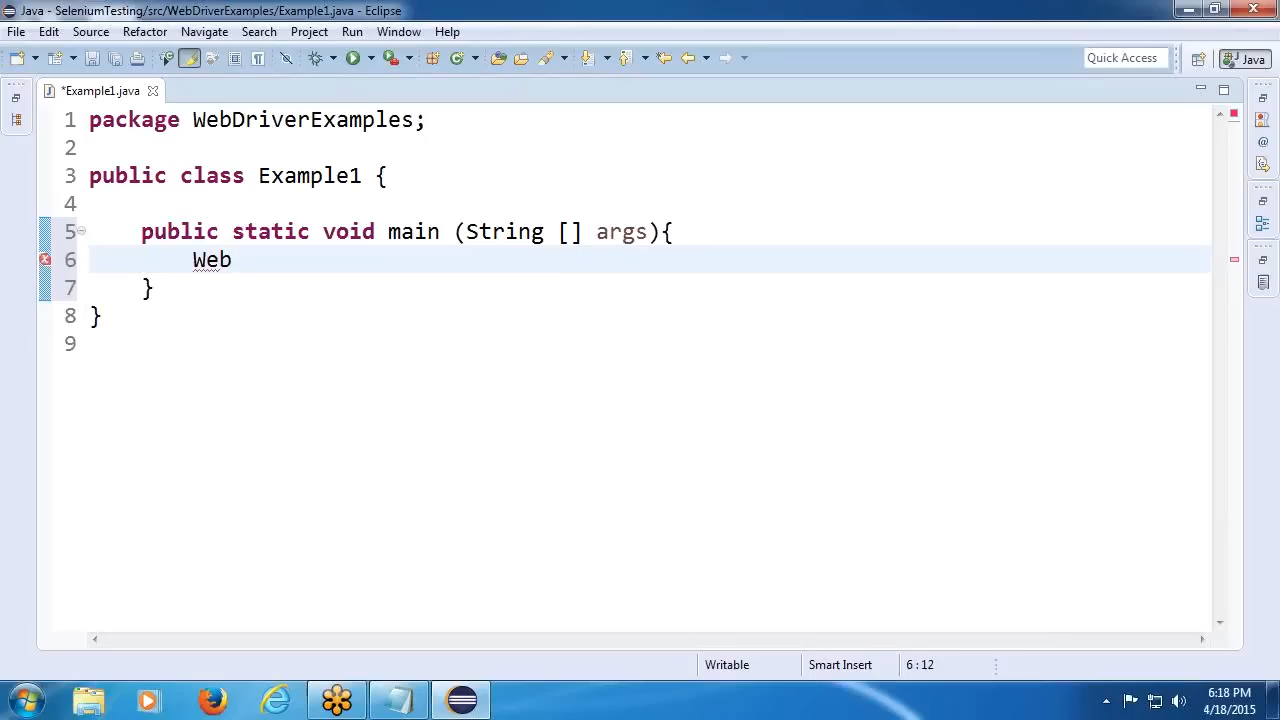 Java - SeleniumTesting/src/WebDriverExamples/Example1.java - Eclipse
File Edit Source Refactor Navigate Search Project Run Window Help
Quick Access
Java
*Example1.java
1 package WebDriverExamples;
2
3 public class Example1 {
4
5 public static void main (String [] args){
6 Web
7 }
8 }
9
Writable Smart Insert 6 : 12
6:18 PM
4/18/2015